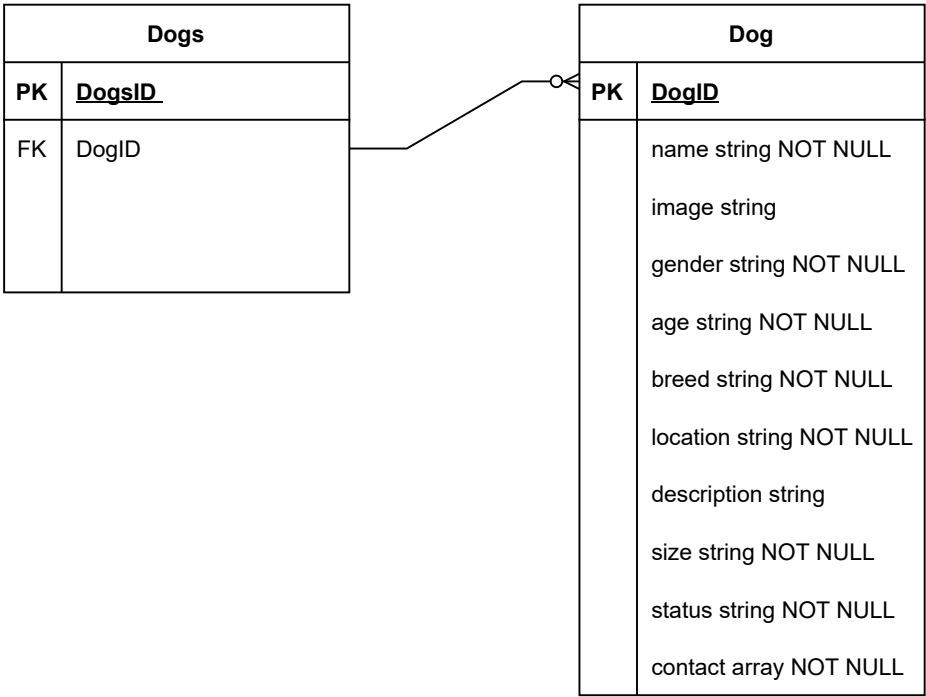 Dogs
PK DogsID
FK DogID
Dog
PK DogID
name string NOT NULL
image string
gender string NOT NULL
age string NOT NULL
breed string NOT NULL
location string NOT NULL
description string
size string NOT NULL
status string NOT NULL
contact array NOT NULL